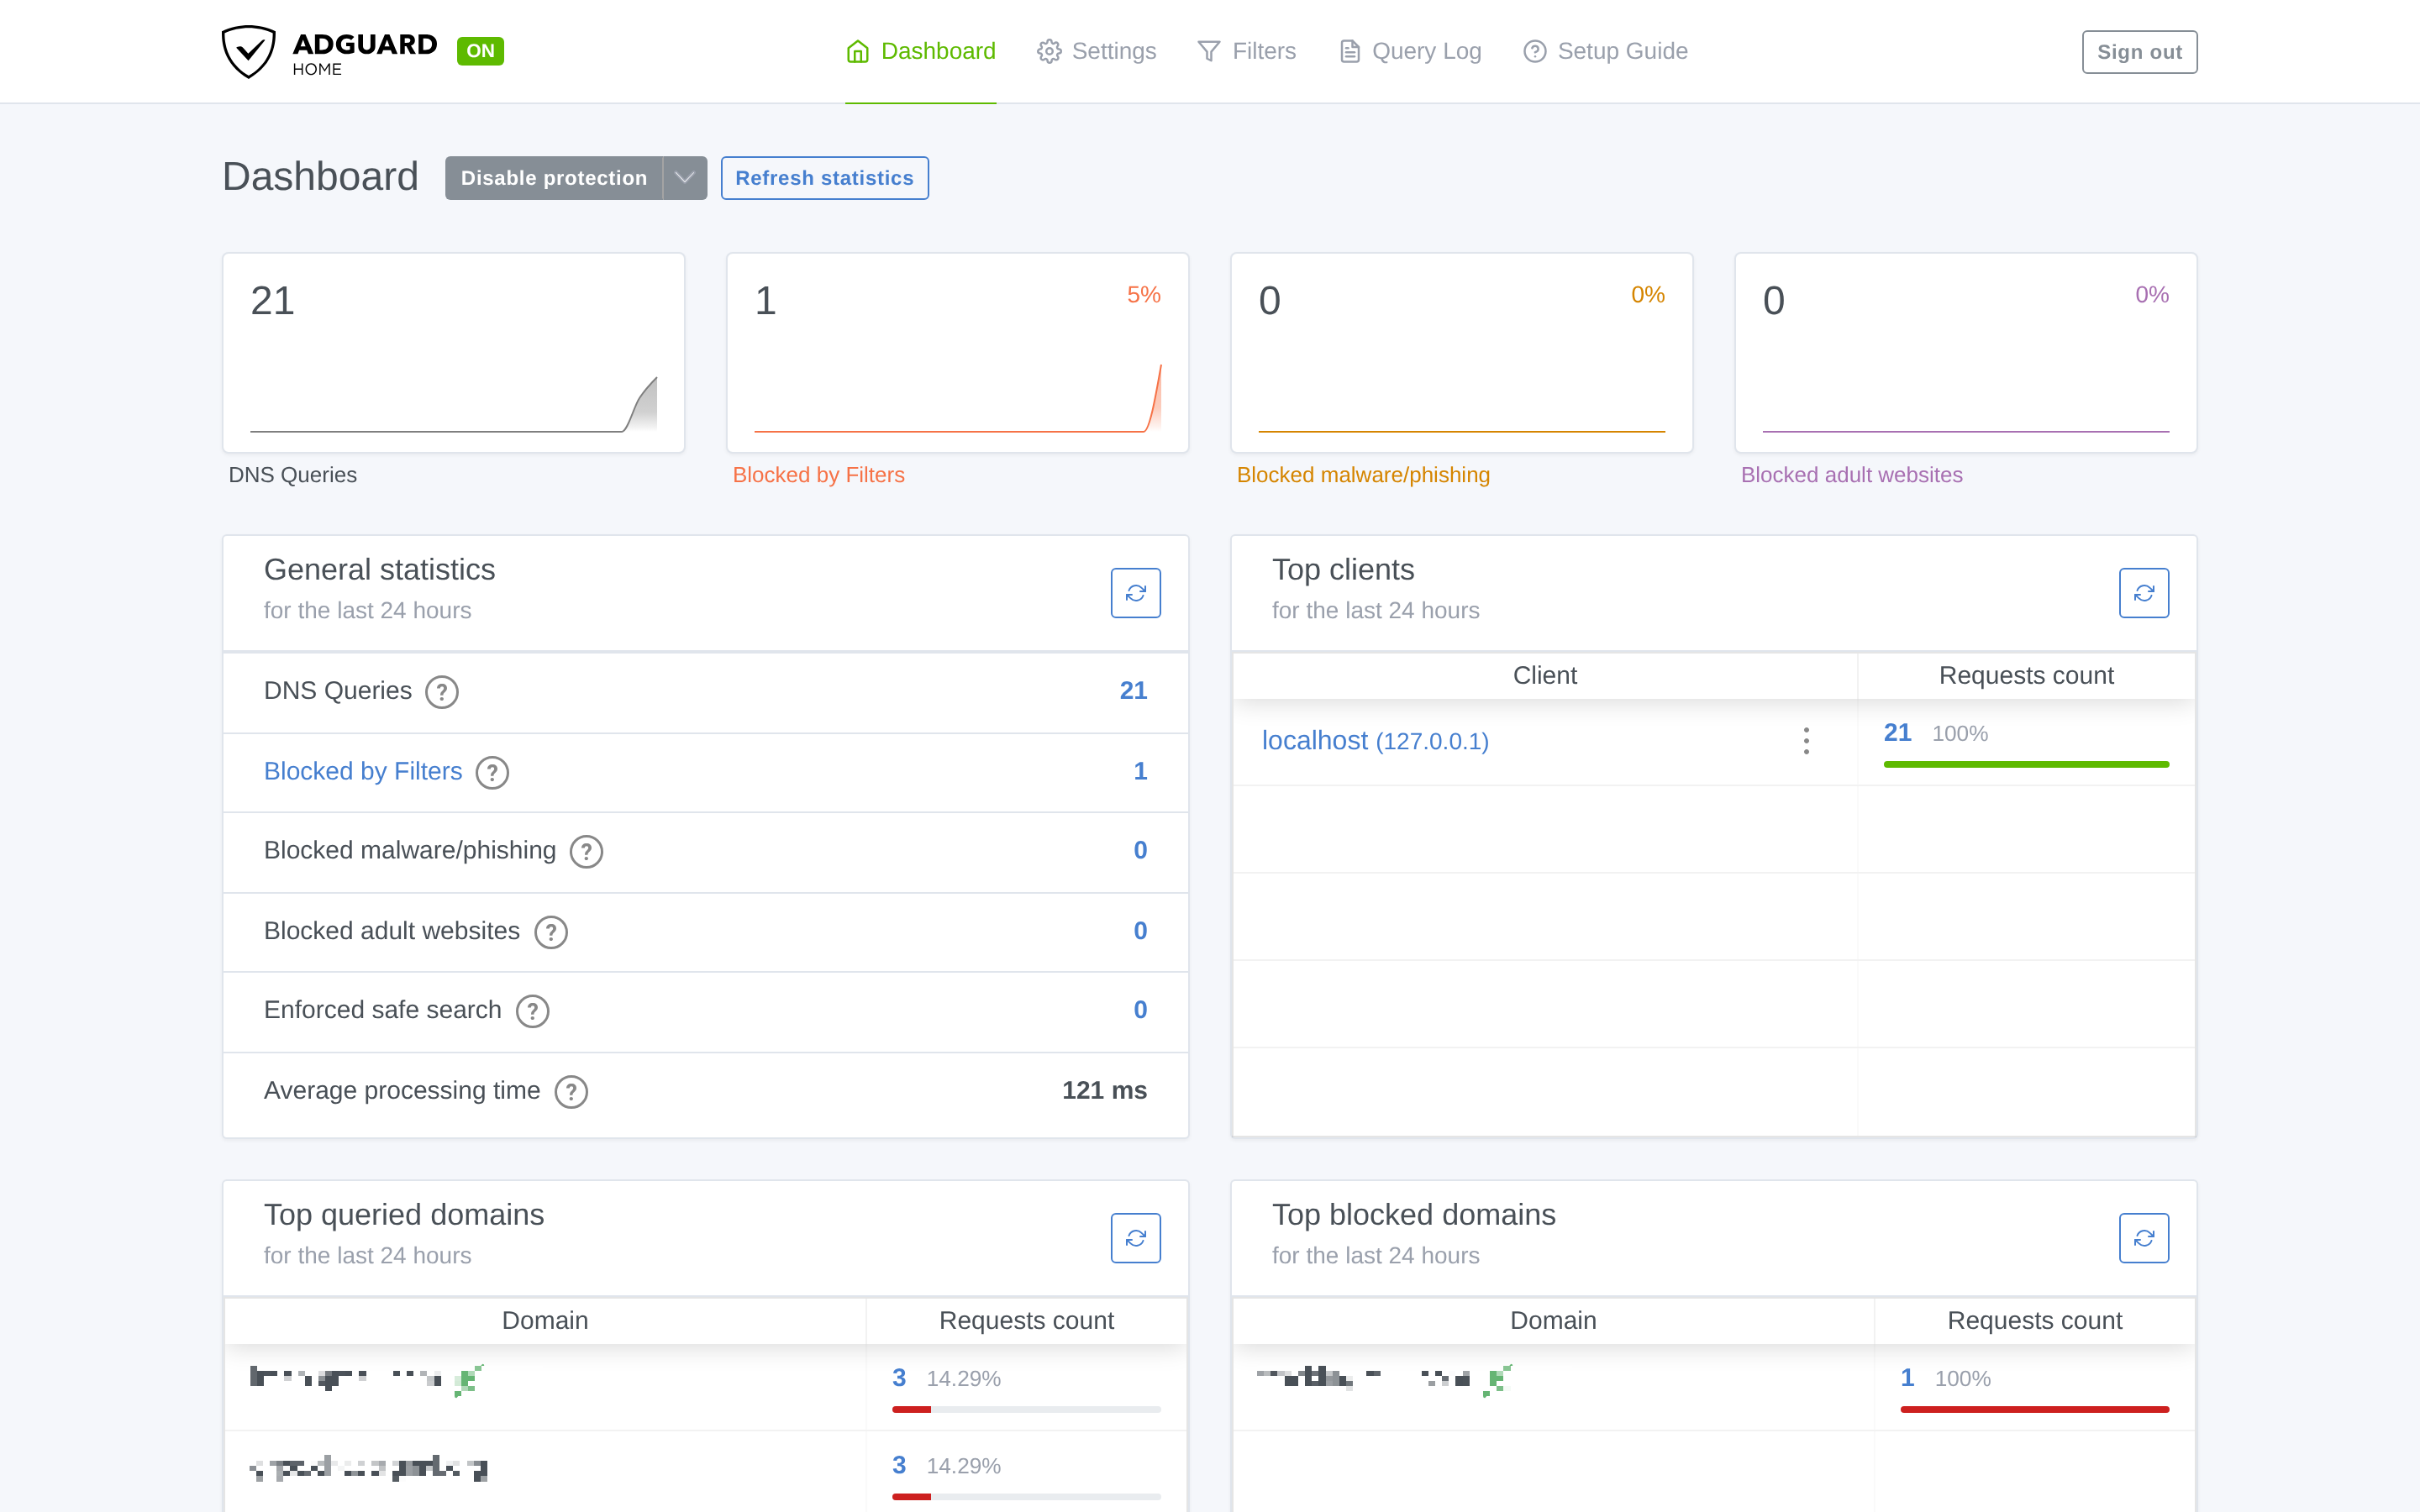 ADGUARD
HOME
ON
Dashboard
Settings
Filters
Query Log
Setup Guide
Sign out
Dashboard
Disable protection
Refresh statistics
21
DNS Queries
1
5%
Blocked by Filters
0
0%
Blocked malware/phishing
0
0%
Blocked adult websites
General statistics
for the last 24 hours
DNS Queries ? 21
Blocked by Filters ? 1
Blocked malware/phishing ? 0
Blocked adult websites ? 0
Enforced safe search ? 0
Average processing time ? 121 ms
Top clients
for the last 24 hours
Client Requests count
localhost (127.0.0.1) 21 100%
Top queried domains
for the last 24 hours
Domain Requests count
3 14.29%
3 14.29%
Top blocked domains
for the last 24 hours
Domain Requests count
1 100%